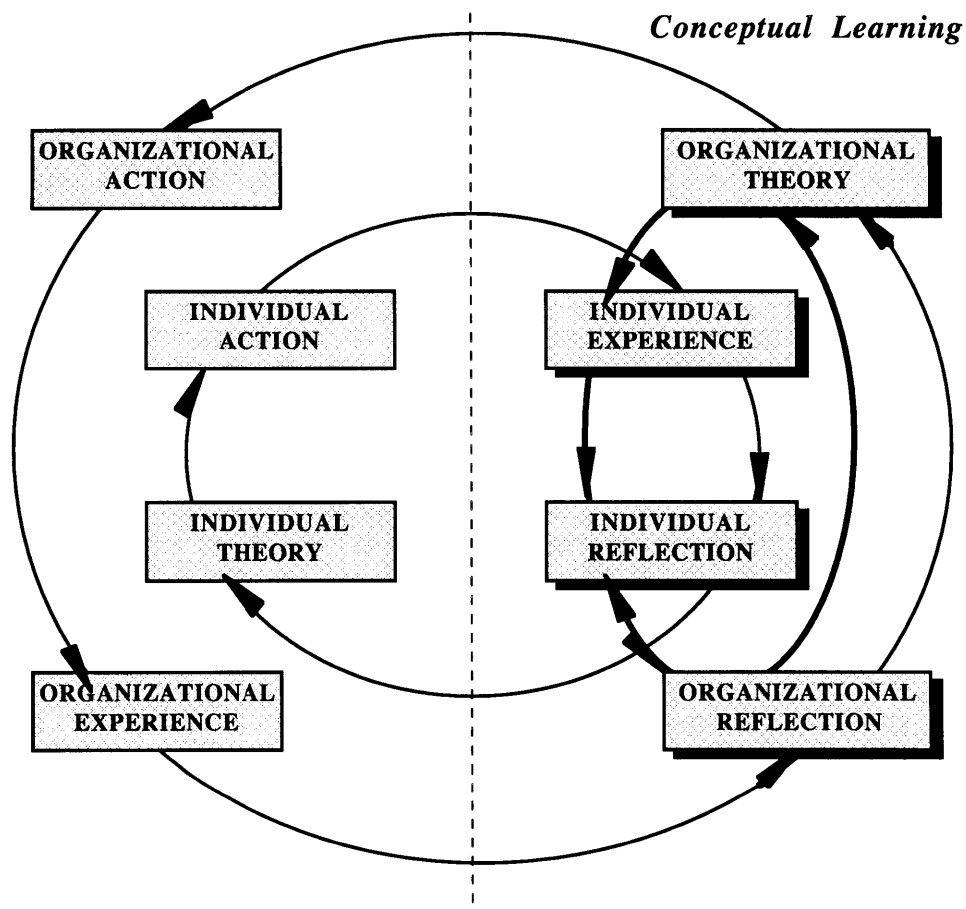 Conceptual Learning
ORGANIZATIONAL
ACTION
ORGANIZATIONAL
THEORY
INDIVIDUAL
ACTION
INDIVIDUAL
EXPERIENCE
INDIVIDUAL
THEORY
INDIVIDUAL
REFLECTION
ORGANIZATIONAL
EXPERIENCE
ORGANIZATIONAL
REFLECTION